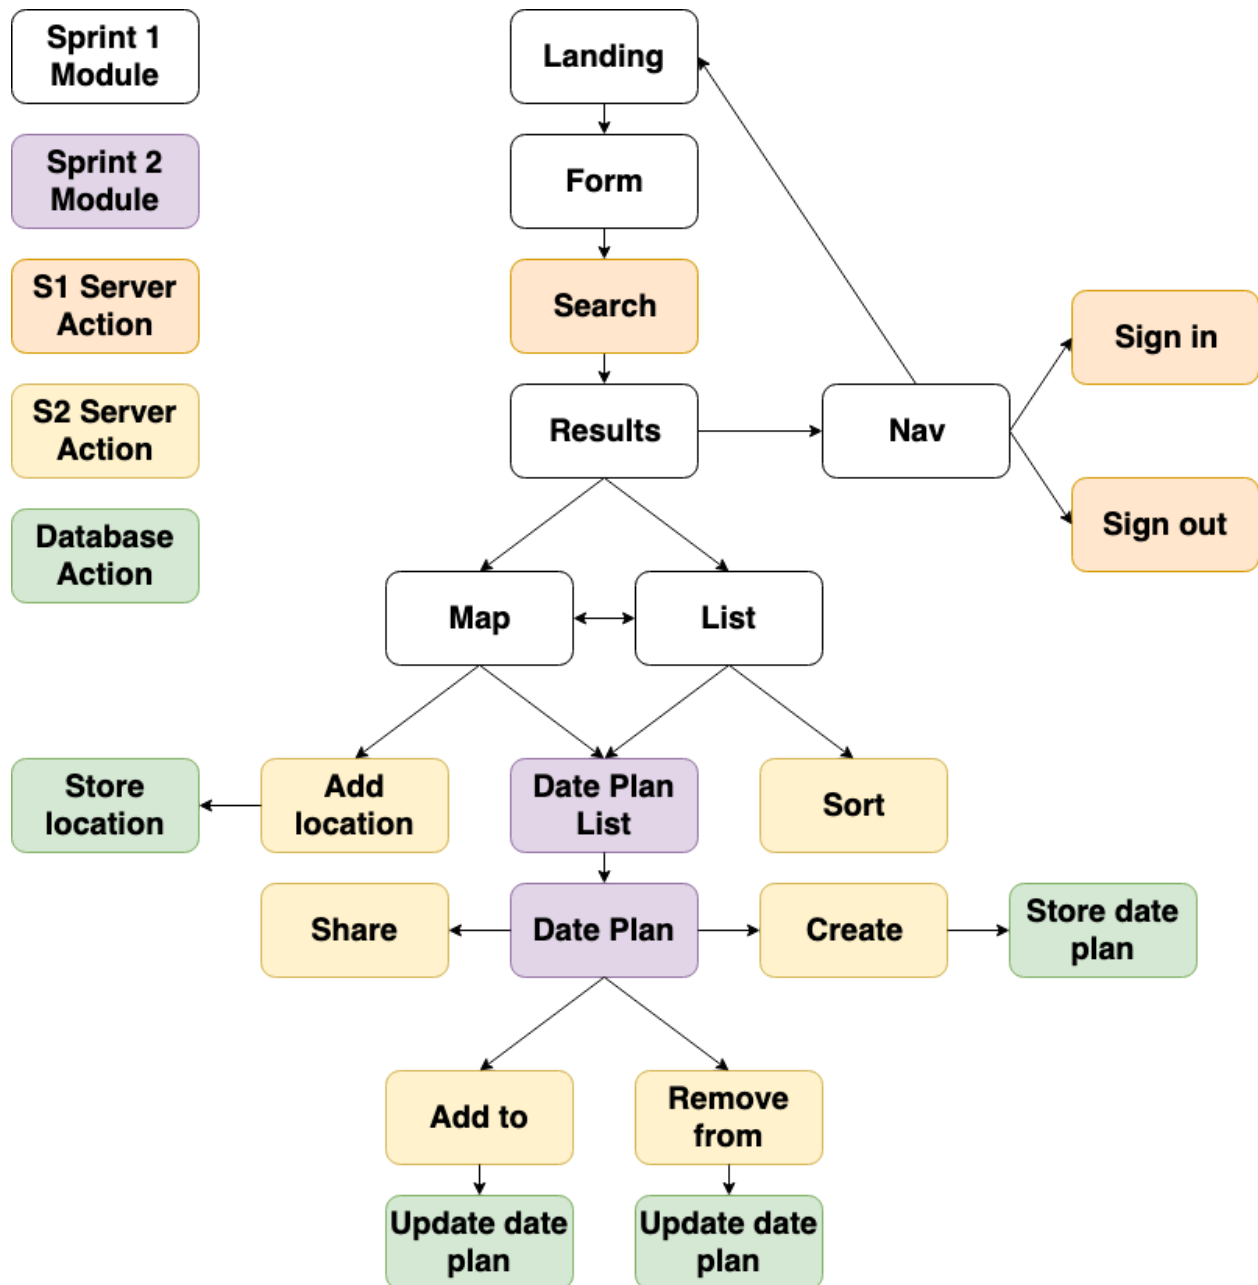 Sprint 1
Module
Landing
Sprint 2
Module
Form
S1 Server
Action
Search
Sign in
S2 Server
Action
Results
Nav
Sign out
Database
Action
Map
List
Store
location
Add
location
Date Plan
List
Sort
Share
Date Plan
Create
Store date
plan
Add to
Remove
from
Update date
plan
Update date
plan